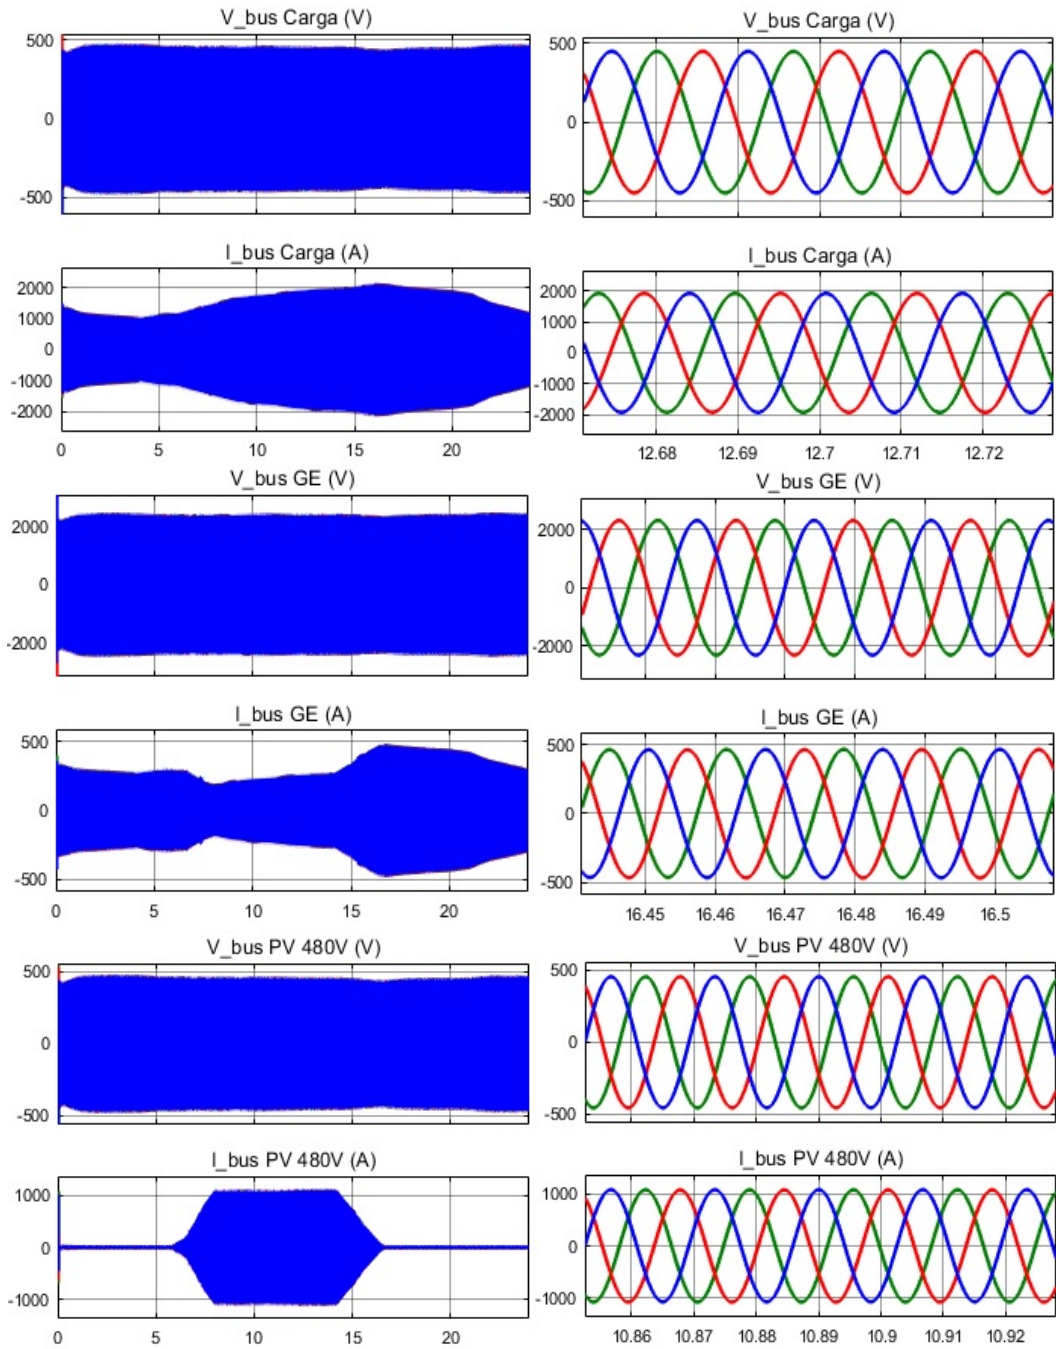 V_bus Carga (V)
500
0
-500
V_bus Carga (V)
500
0
-500
I_bus Carga (A)
2000
1000
0
-1000
-2000
0 5 10 15 20
I_bus Carga (A)
2000
1000
0
-1000
-2000
12.68 12.69 12.7 12.71 12.72
V_bus GE (V)
2000
0
-2000
V_bus GE (V)
2000
0
-2000
I_bus GE (A)
500
0
-500
0 5 10 15 20
I_bus GE (A)
500
0
-500
16.45 16.46 16.47 16.48 16.49 16.5
V_bus PV 480V (V)
500
0
-500
V_bus PV 480V (V)
500
0
-500
I_bus PV 480V (A)
1000
0
-1000
0 5 10 15 20
I_bus PV 480V (A)
1000
0
-1000
10.86 10.87 10.88 10.89 10.9 10.91 10.92